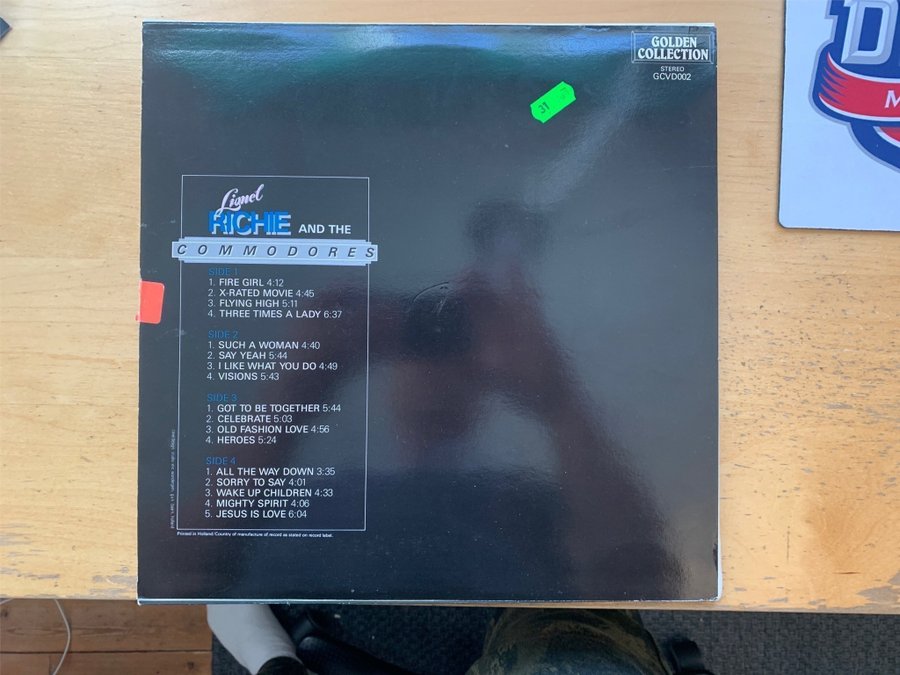 GOLDEN
COLLECTION
STEREO
GCVD002
31
Lionel
RICHIE AND THE
COMMODORES
SIDE 1
1. FIRE GIRL 4:12
2. X-RATED MOVIE 4:45
3. FLYING HIGH 5:11
4. THREE TIMES A LADY 6:37
SIDE 2
1. SUCH A WOMAN 4:40
2. SAY YEAH 5:44
3. I LIKE WHAT YOU DO 4:49
4. VISIONS 5:43
SIDE 3
1. GOT TO BE TOGETHER 5:44
2. CELEBRATE 5:03
3. OLD FASHION LOVE 4:56
4. HEROES 5:24
SIDE 4
1. ALL THE WAY DOWN 3:35
2. SORRY TO SAY 4:01
3. WAKE UP CHILDREN 4:33
4. MIGHTY SPIRIT 4:06
5. JESUS IS LOVE 6:04
Printed in Holland/Country of manufacture of record as stated on record label.
D
M